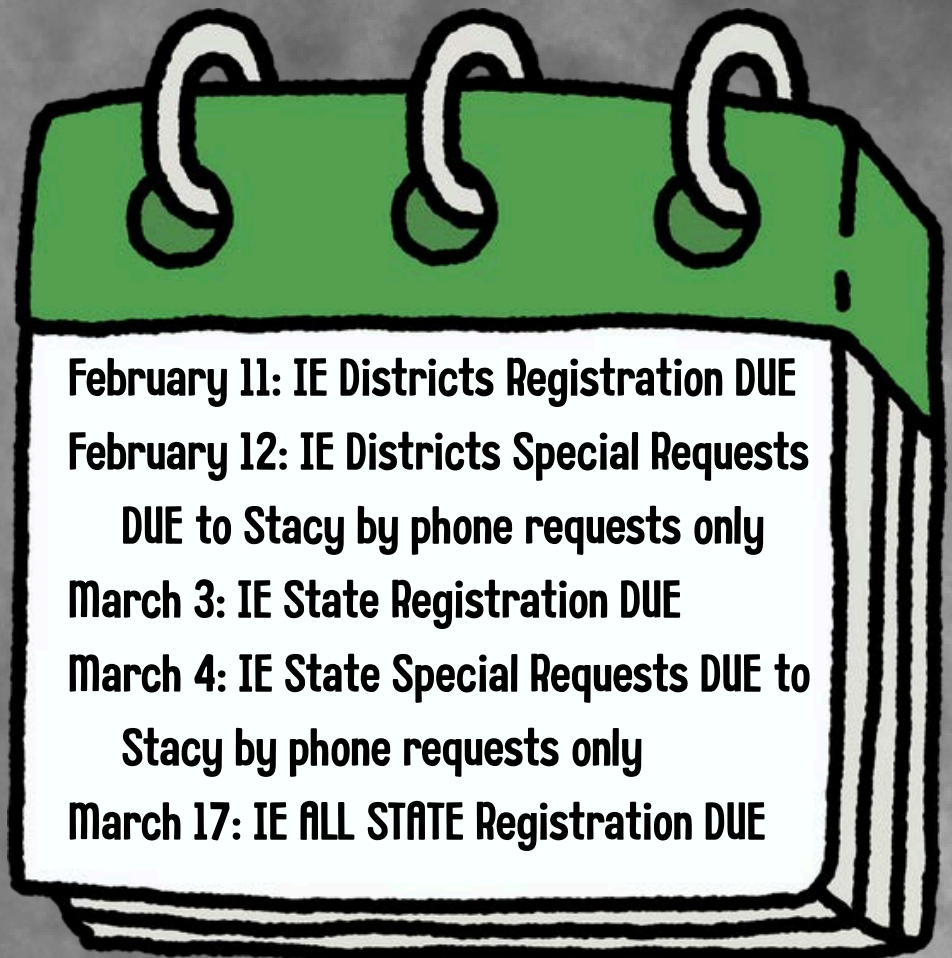 February 11: IE Districts Registration DUE
February 12: IE Districts Special Requests
DUE to Stacy by phone requests only
March 3: IE State Registration DUE
March 4: IE State Special Requests DUE to
Stacy by phone requests only
March 17: IE ALL STATE Registration DUE